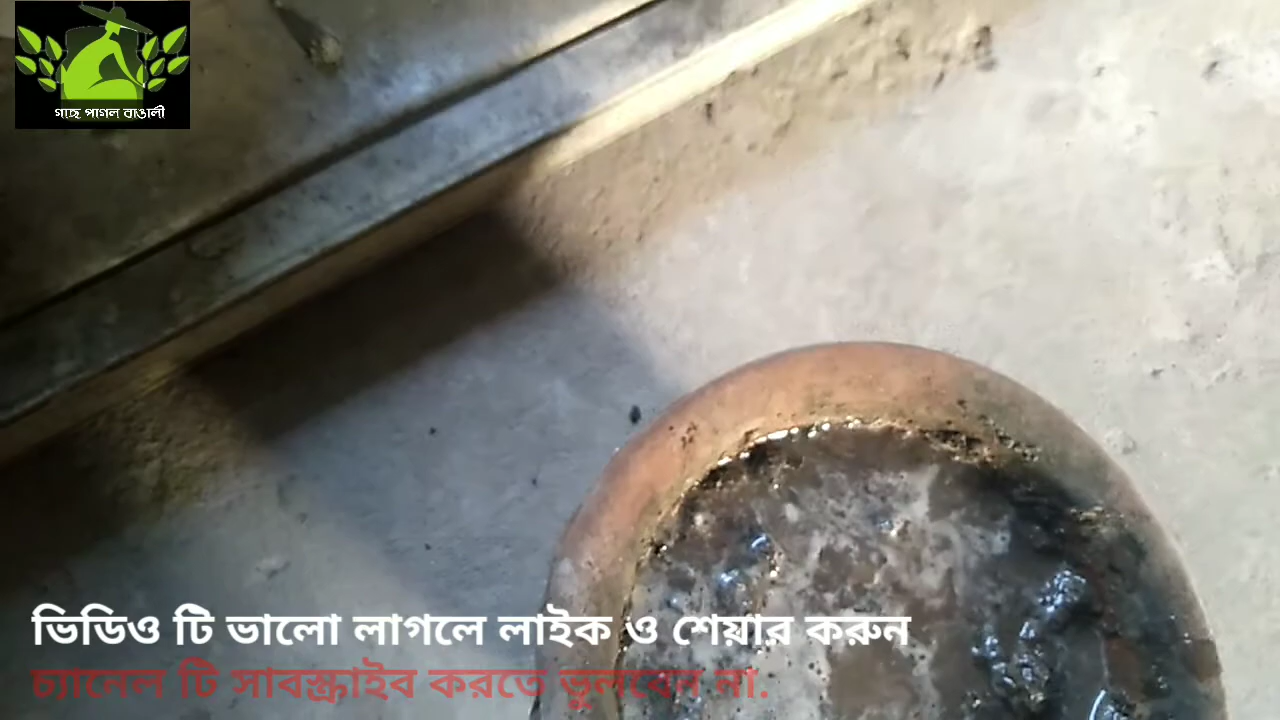 গাছ পাগল বাঙালী
ভিডিও টি ভালো লাগলে লাইক ও শেয়ার করুন
চ্যানেল টি সাবস্ক্রাইব করতে ভুলবেন না.